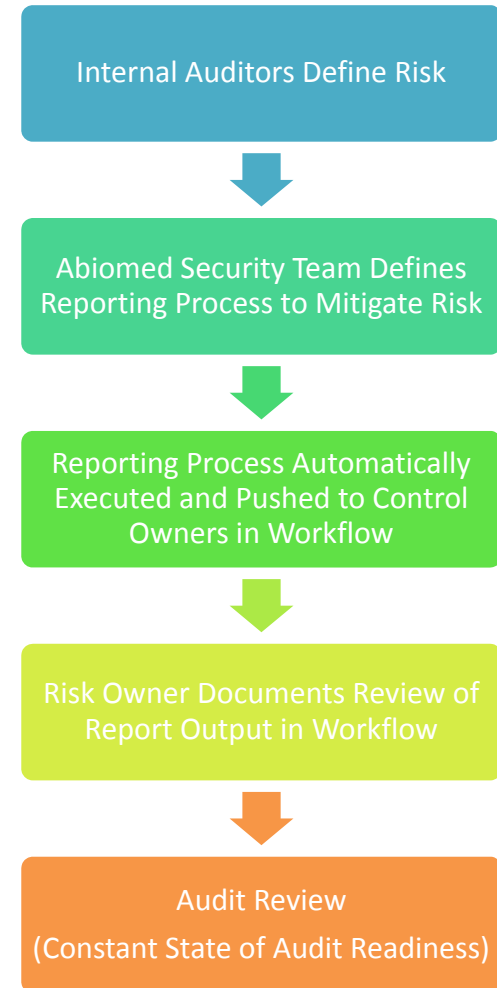 Internal Auditors Define Risk
Abiomed Security Team Defines
Reporting Process to Mitigate Risk
Reporting Process Automatically
Executed and Pushed to Control
Owners in Workflow
Risk Owner Documents Review of
Report Output in Workflow
Audit Review
(Constant State of Audit Readiness)